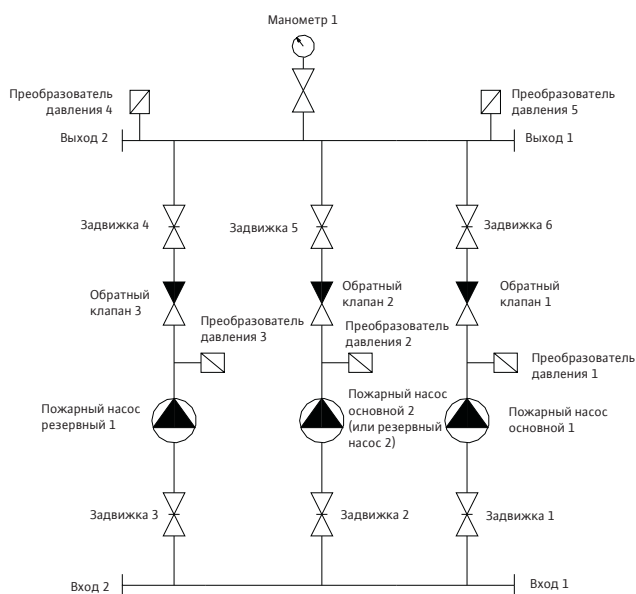 Манометр 1
Преобразователь
давления 4
Преобразователь
давления 5
Выход 2
Выход 1
Задвижка 4
Задвижка 5
Задвижка 6
Обратный
клапан 3
Обратный
клапан 2
Обратный
клапан 1
Преобразователь
давления 3
Преобразователь
давления 2
Преобразователь
давления 1
Пожарный насос
резервный 1
Пожарный насос
основной 2
(или резервный
насос 2)
Пожарный насос
основной 1
Задвижка 3
Задвижка 2
Задвижка 1
Вход 2
Вход 1